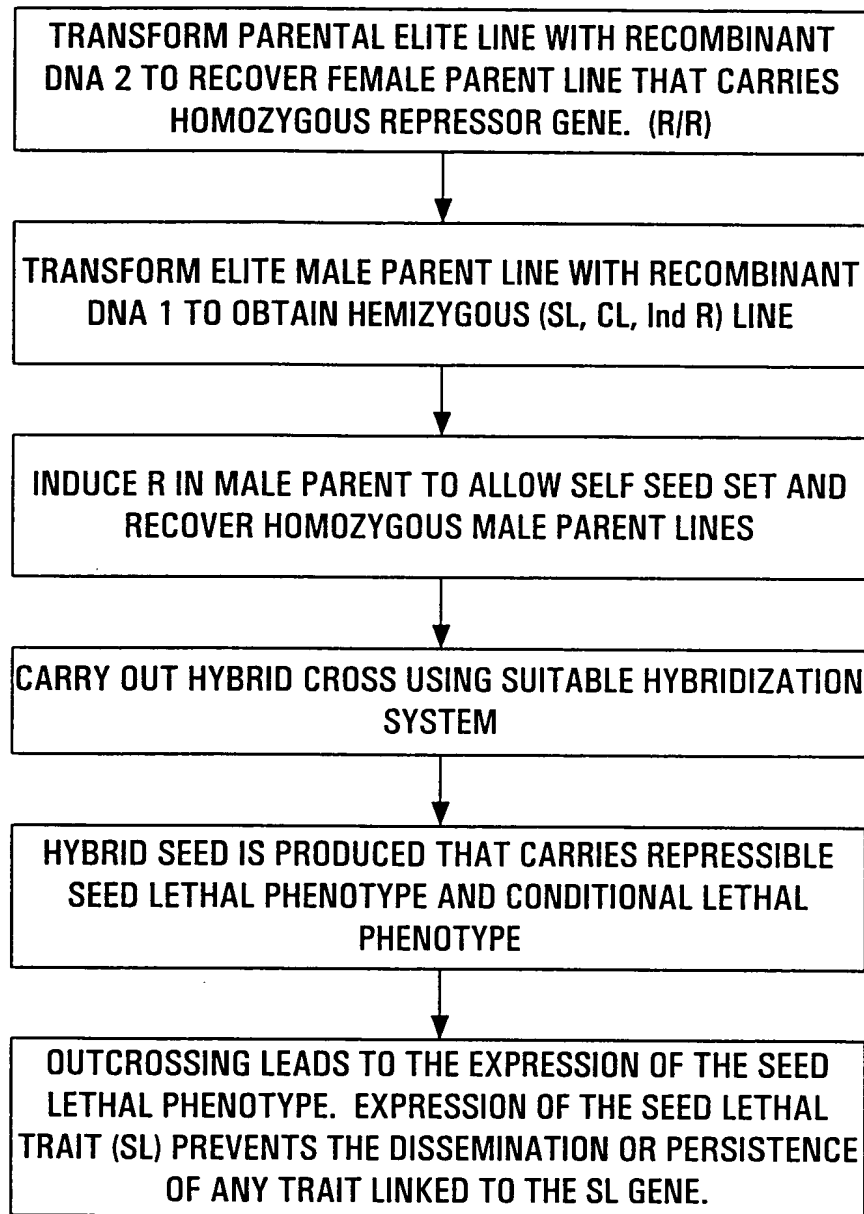 TRANSFORM PARENTAL ELITE LINE WITH RECOMBINANT
DNA 2 TO RECOVER FEMALE PARENT LINE THAT CARRIES
HOMOZYGOUS REPRESSOR GENE. (R/R)
TRANSFORM ELITE MALE PARENT LINE WITH RECOMBINANT
DNA 1 TO OBTAIN HEMIZYGOUS (SL, CL, Ind R) LINE
INDUCE R IN MALE PARENT TO ALLOW SELF SEED SET AND
RECOVER HOMOZYGOUS MALE PARENT LINES
CARRY OUT HYBRID CROSS USING SUITABLE HYBRIDIZATION
SYSTEM
HYBRID SEED IS PRODUCED THAT CARRIES REPRESSIBLE
SEED LETHAL PHENOTYPE AND CONDITIONAL LETHAL
PHENOTYPE
OUTCROSSING LEADS TO THE EXPRESSION OF THE SEED
LETHAL PHENOTYPE. EXPRESSION OF THE SEED LETHAL
TRAIT (SL) PREVENTS THE DISSEMINATION OR PERSISTENCE
OF ANY TRAIT LINKED TO THE SL GENE.